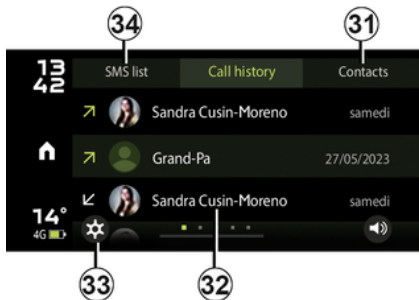 34
31
13
42
SMS list Call history Contacts
Sandra Cusin-Moreno samedi
Grand-Pa 27/05/2023
Sandra Cusin-Moreno samedi
14°
4G
33
32